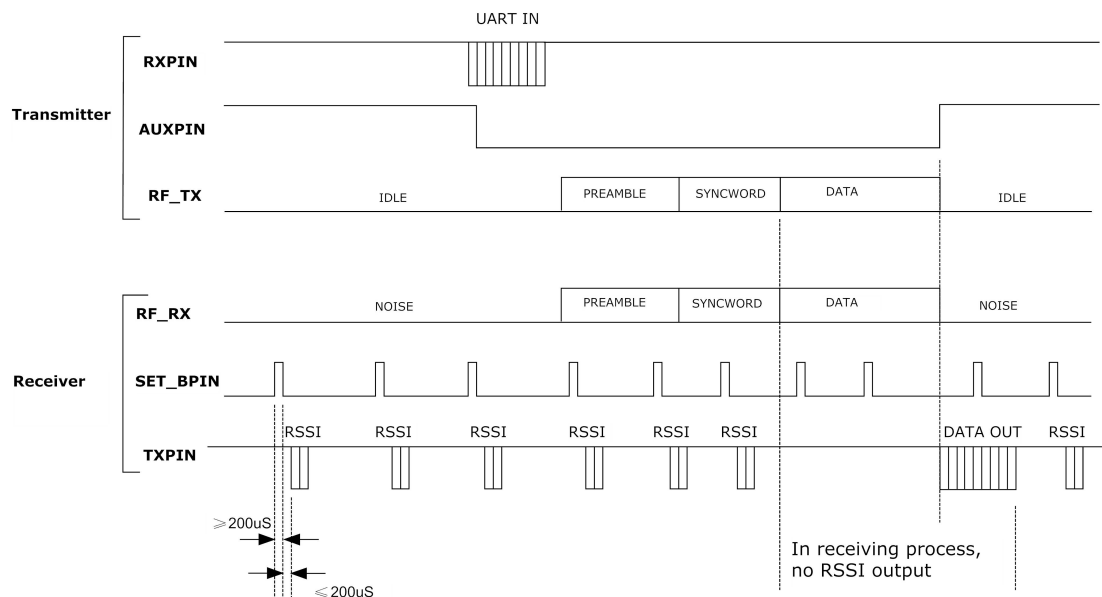 UART IN
RXPIN
Transmitter
AUXPIN
RF_TX
IDLE
PREAMBLE
SYNCWORD
DATA
IDLE
RF_RX
NOISE
PREAMBLE
SYNCWORD
DATA
NOISE
Receiver
SET_BPIN
RSSI
RSSI
RSSI
RSSI
RSSI
RSSI
DATA OUT
RSSI
TXPIN
⩾200uS
In receiving process,
no RSSI output
⩽200uS